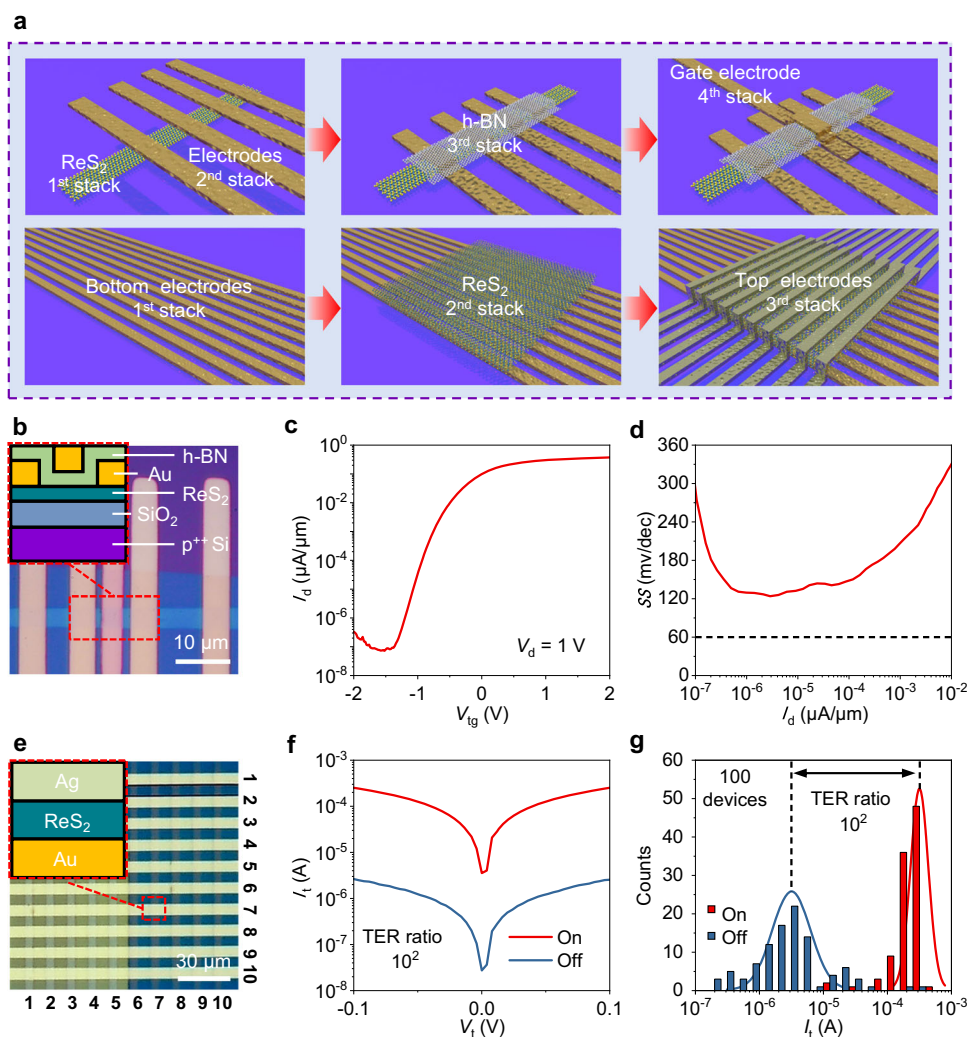 a
ReS₂
1st stack
Electrodes
2nd stack
h-BN
3rd stack
Gate electrode
4th stack
Bottom electrodes
1st stack
ReS₂
2nd stack
Top electrodes
3rd stack
b
h-BN
Au
ReS₂
SiO₂
p⁺⁺ Si
10 µm
c
10⁰
10⁻¹
10⁻²
10⁻³
10⁻⁴
10⁻⁵
10⁻⁶
10⁻⁷
10⁻⁸
Id (µA/µm)
Vd = 1 V
-2 -1 0 1 2
Vtg (V)
d
360
300
240
180
120
60
0
SS (mv/dec)
10⁻⁷ 10⁻⁶ 10⁻⁵ 10⁻⁴ 10⁻³ 10⁻²
Id (µA/µm)
e
Ag
ReS₂
Au
1
2
3
4
5
6
7
8
9
10
30 µm
1 2 3 4 5 6 7 8 9 10
f
10⁻³
10⁻⁴
10⁻⁵
10⁻⁶
10⁻⁷
10⁻⁸
It (A)
TER ratio
10²
On
Off
-0.1 0.0 0.1
Vt (V)
g
60
50
40
30
20
10
0
Counts
100
devices
TER ratio
10²
On
Off
10⁻⁷ 10⁻⁶ 10⁻⁵ 10⁻⁴ 10⁻³
It (A)